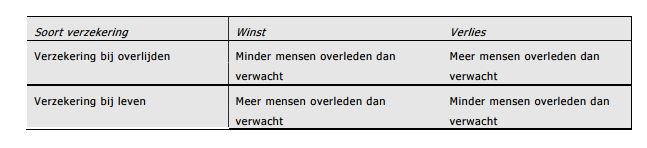 Soort verzekering Winst Verlies
Verzekering bij overlijden Minder mensen overleden dan Meer mensen overleden dan
verwacht verwacht
Verzekering bij leven Meer mensen overleden dan Minder mensen overleden dan
verwacht verwacht